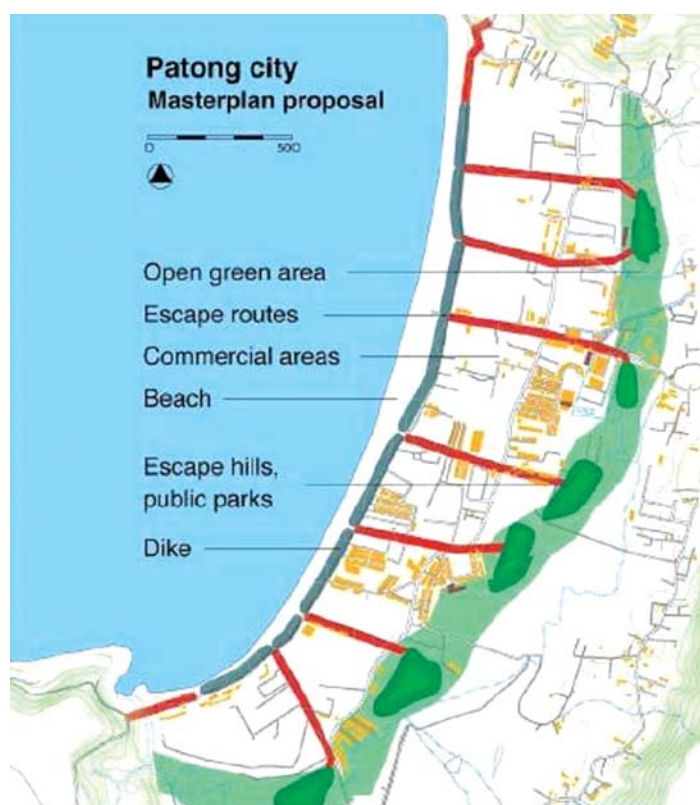 Patong city
Masterplan proposal
0 500
Open green area
Escape routes
Commercial areas
Beach
Escape hills,
public parks
Dike